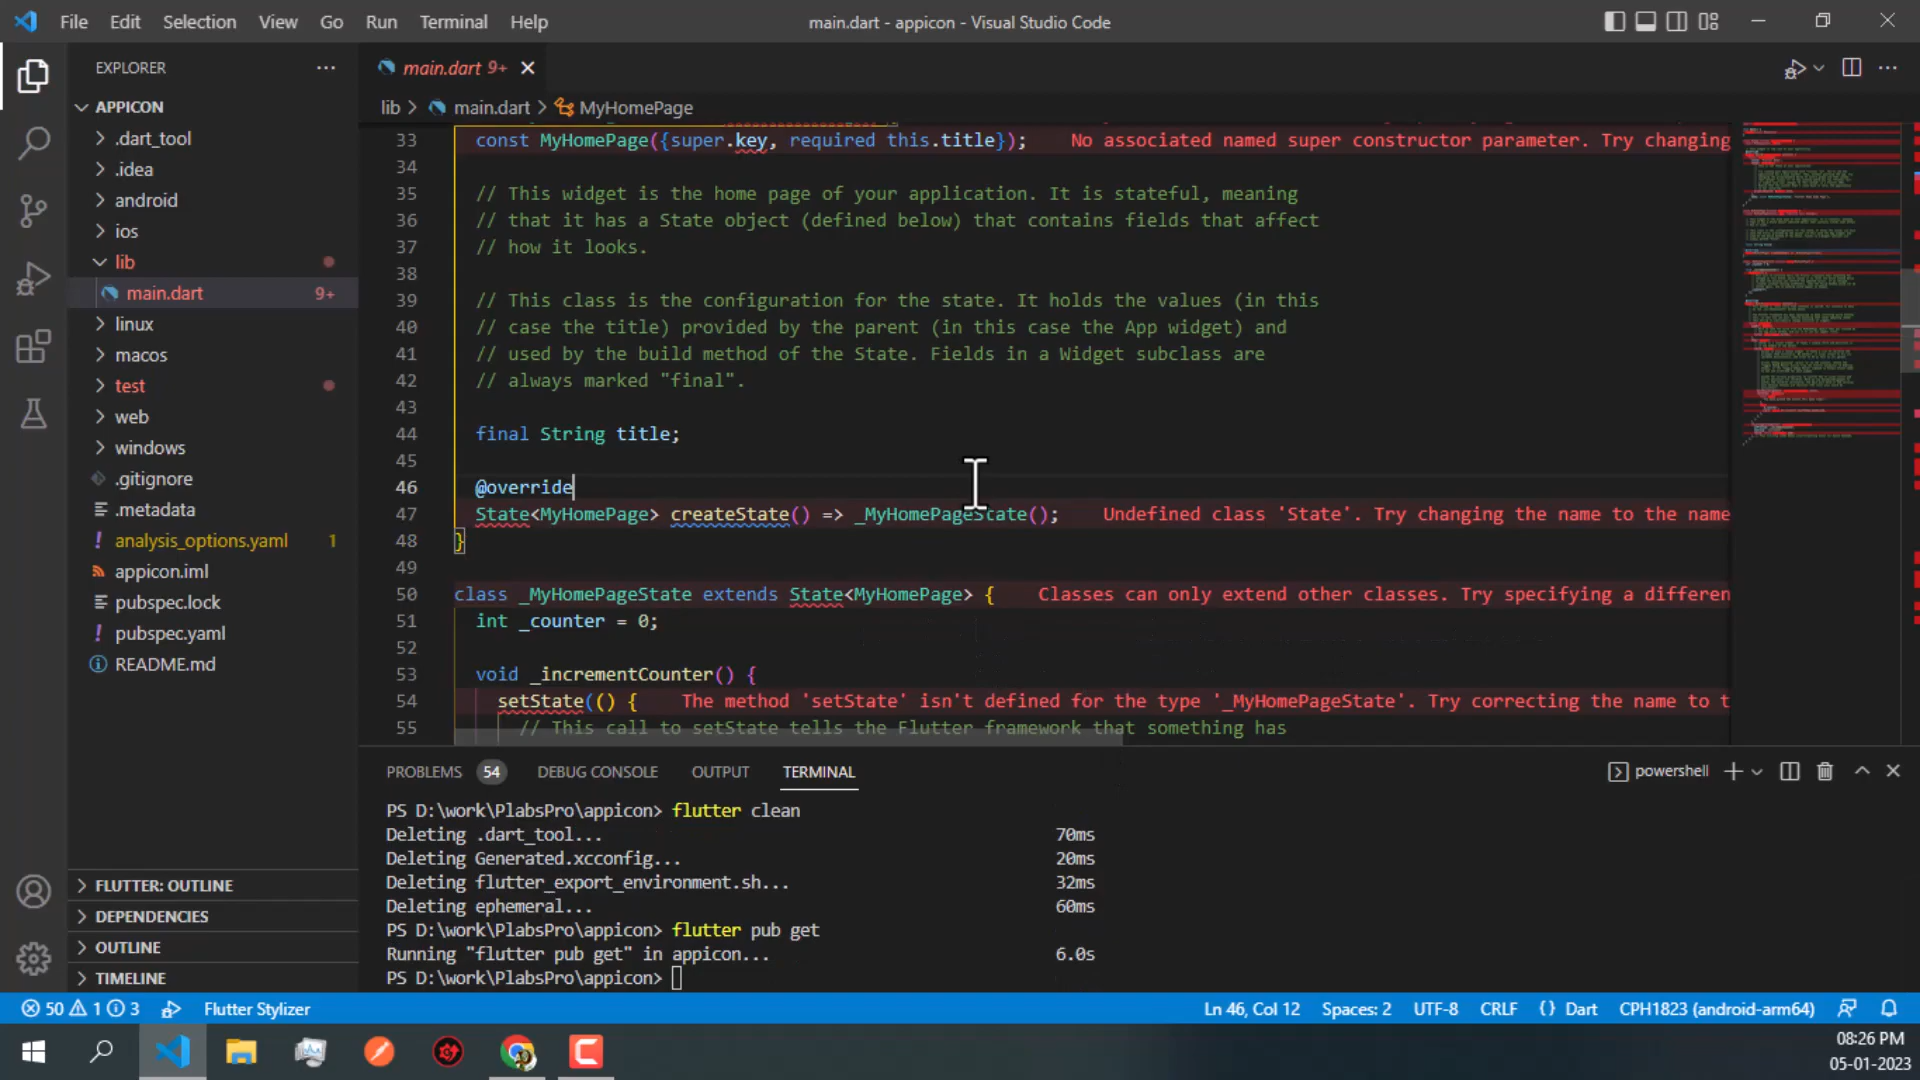 File Edit Selection View Go Run Terminal Help
main.dart - appicon - Visual Studio Code
EXPLORER
main.dart 9+
APPICON
.dart_tool
.idea
android
ios
lib
main.dart 9+
linux
macos
test
web
windows
.gitignore
.metadata
analysis_options.yaml 1
appicon.iml
pubspec.lock
pubspec.yaml
README.md
FLUTTER: OUTLINE
DEPENDENCIES
OUTLINE
TIMELINE
lib > main.dart > MyHomePage
33 const MyHomePage({super.key, required this.title}); No associated named super constructor parameter. Try changing
34
35 // This widget is the home page of your application. It is stateful, meaning
36 // that it has a State object (defined below) that contains fields that affect
37 // how it looks.
38
39 // This class is the configuration for the state. It holds the values (in this
40 // case the title) provided by the parent (in this case the App widget) and
41 // used by the build method of the State. Fields in a Widget subclass are
42 // always marked "final".
43
44 final String title;
45
46 @override
47 State<MyHomePage> createState() => _MyHomePageState(); Undefined class 'State'. Try changing the name to the name
48 }
49
50 class _MyHomePageState extends State<MyHomePage> { Classes can only extend other classes. Try specifying a differen
51 int _counter = 0;
52
53 void _incrementCounter() {
54 setState(() { The method 'setState' isn't defined for the type '_MyHomePageState'. Try correcting the name to t
55 // This call to setState tells the Flutter framework that something has
PROBLEMS 54 DEBUG CONSOLE OUTPUT TERMINAL powershell
PS D:\work\PlabsPro\appicon> flutter clean
Deleting .dart_tool... 70ms
Deleting Generated.xcconfig... 20ms
Deleting flutter_export_environment.sh... 32ms
Deleting ephemeral... 60ms
PS D:\work\PlabsPro\appicon> flutter pub get
Running "flutter pub get" in appicon... 6.0s
PS D:\work\PlabsPro\appicon>
50 1 3 Flutter Stylizer Ln 46, Col 12 Spaces: 2 UTF-8 CRLF {} Dart CPH1823 (android-arm64)
08:26 PM
05-01-2023